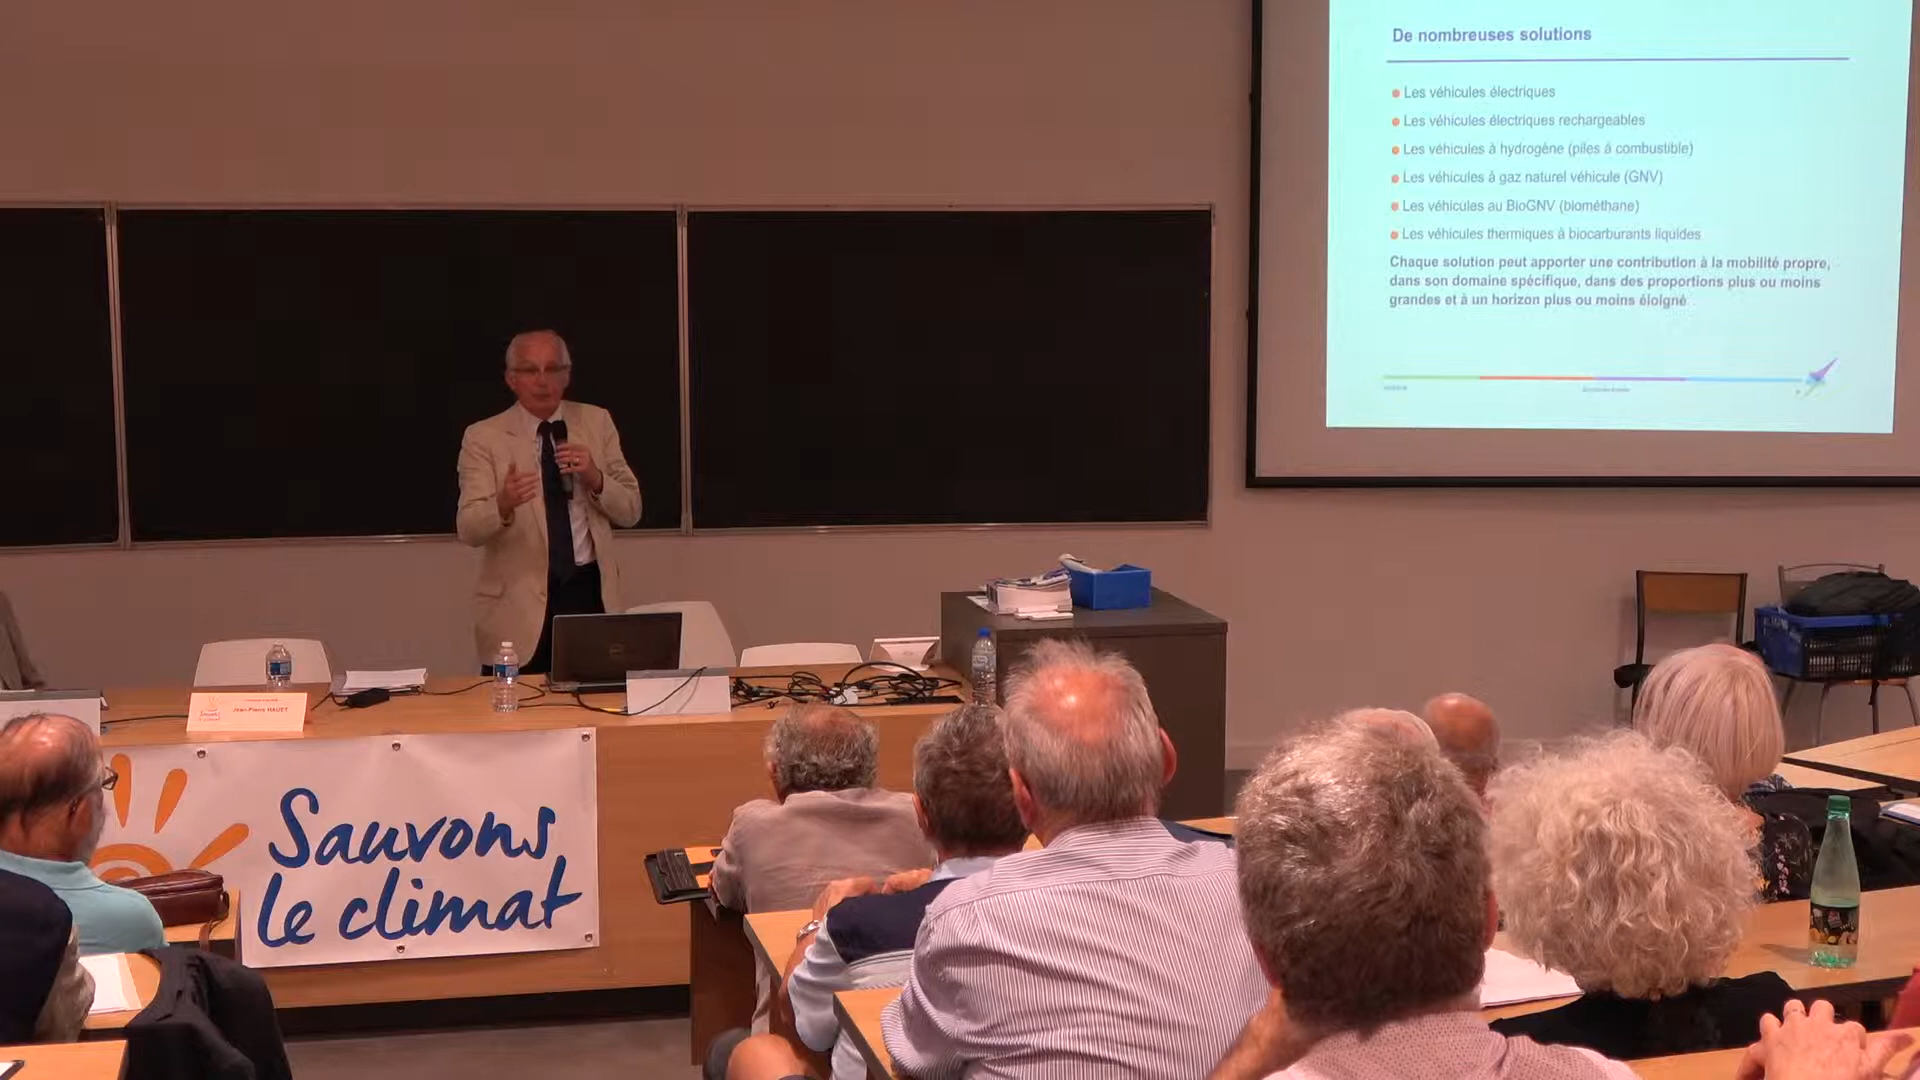 De nombreuses solutions
Les véhicules électriques
Les véhicules électriques rechargeables
Les véhicules à hydrogène (piles à combustible)
Les véhicules à gaz naturel véhicule (GNV)
Les véhicules au BioGNV (biométhane)
Les véhicules thermiques à biocarburants liquides
Chaque solution peut apporter une contribution à la mobilité propre,
dans son domaine spécifique, dans des proportions plus ou moins
grandes et à un horizon plus ou moins éloigné
Jean-Pierre HAUET
Sauvons
le climat